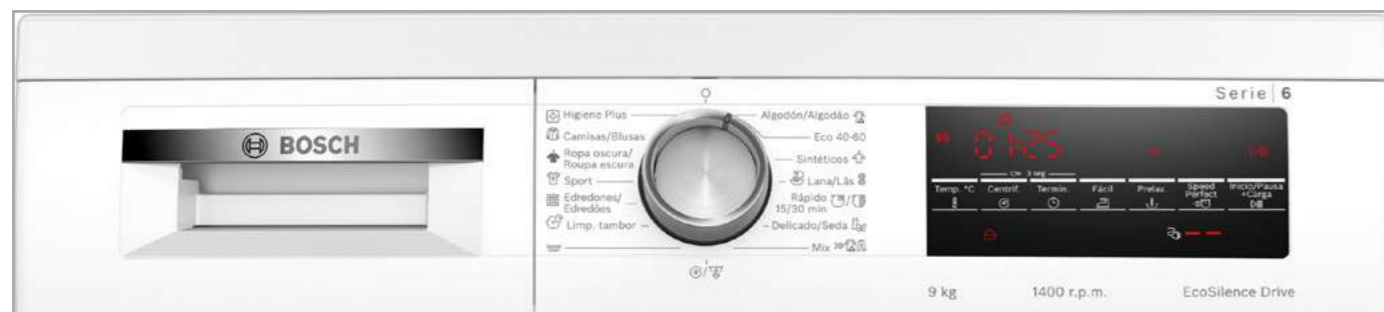 Serie 6
BOSCH
Higiene Plus
Camisas/Blusas
Ropa oscura/
Roupa escura
Sport
Edredones/
Edredões
Limp. tambor
Algodón/Algodão
Eco 40-60
Sintéticos
Lana/Lãs
Rápido
15/30 min
Delicado/Seda
Mix
01:25
3 seg
Temp. °C
Centrif.
Termin.
Fácil
Prelav.
Speed
Perfect
Inicio/Pausa
+Carga
9 kg
1400 r.p.m.
EcoSilence Drive